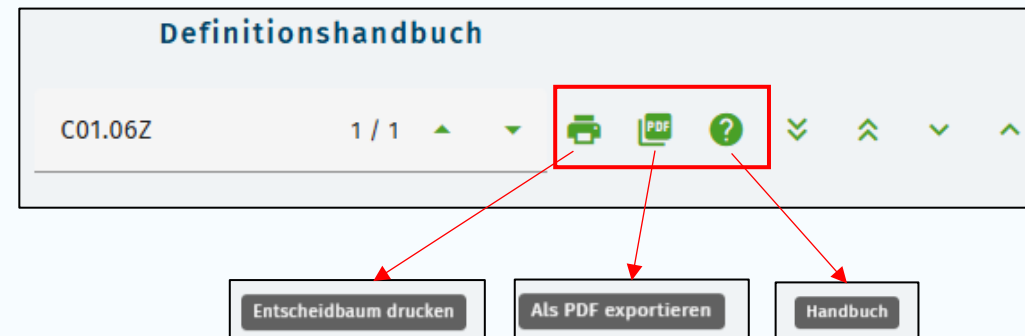 Definitionshandbuch
C01.06Z 1 / 1 PDF ?
Entscheidbaum drucken Als PDF exportieren Handbuch